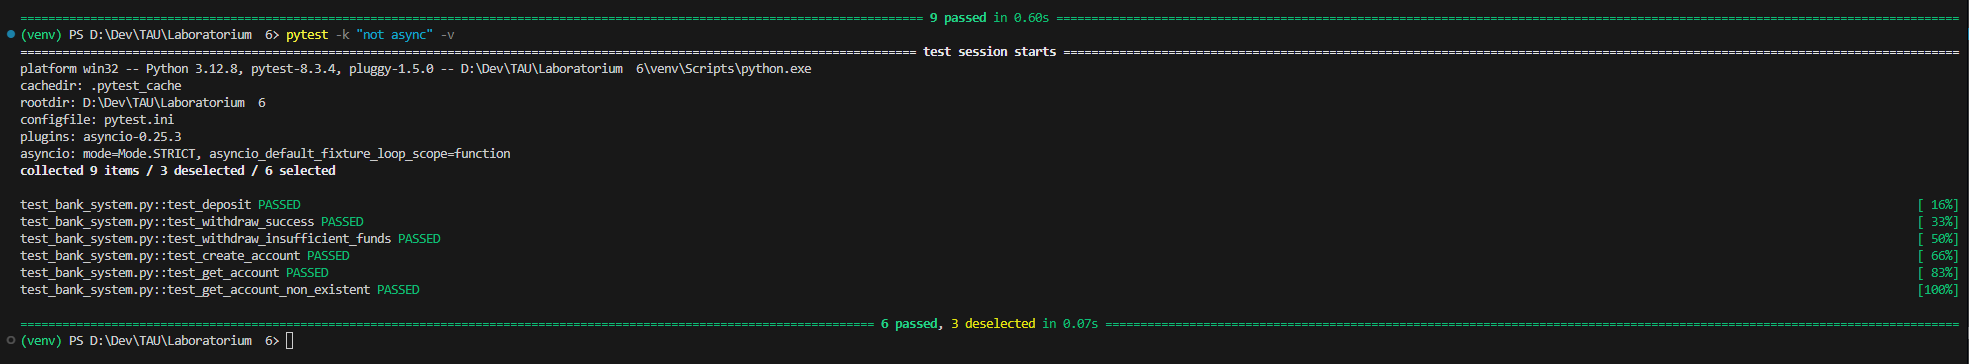 ============================== 9 passed in 0.60s ==============================
(venv) PS D:\Dev\TAU\Laboratorium  6> pytest -k "not async" -v
============================== test session starts ==============================
platform win32 -- Python 3.12.8, pytest-8.3.4, pluggy-1.5.0 -- D:\Dev\TAU\Laboratorium  6\venv\Scripts\python.exe
cachedir: .pytest_cache
rootdir: D:\Dev\TAU\Laboratorium  6
configfile: pytest.ini
plugins: asyncio-0.25.3
asyncio: mode=Mode.STRICT, asyncio_default_fixture_loop_scope=function
collected 9 items / 3 deselected / 6 selected
test_bank_system.py::test_deposit PASSED [ 16%]
test_bank_system.py::test_withdraw_success PASSED [ 33%]
test_bank_system.py::test_withdraw_insufficient_funds PASSED [ 50%]
test_bank_system.py::test_create_account PASSED [ 66%]
test_bank_system.py::test_get_account PASSED [ 83%]
test_bank_system.py::test_get_account_non_existent PASSED [100%]
============================== 6 passed, 3 deselected in 0.07s ==============================
(venv) PS D:\Dev\TAU\Laboratorium  6>